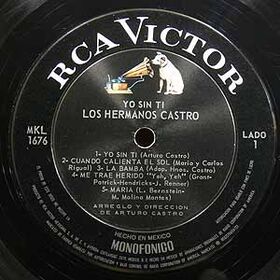 RCA VICTOR
YO SIN TI
LOS HERMANOS CASTRO
MKL
1676
LADO
1
1- YO SIN TI (Arturo Castro)
2- CUANDO CALIENTA EL SOL (Mario y Carlos
Rigual) 3- LA BAMBA (Adap. Hnos. Castro)
4- ME TRAE HERIDO "Yeh, Yeh" (Grant-
Patrick-Hendricks-J. Renner)
5- MARIA (L. Bernstein-
M. Molina Montes)
ARREGLO Y DIRECCION
DE ARTURO CASTRO
HECHO EN MEXICO
MONOFONICO